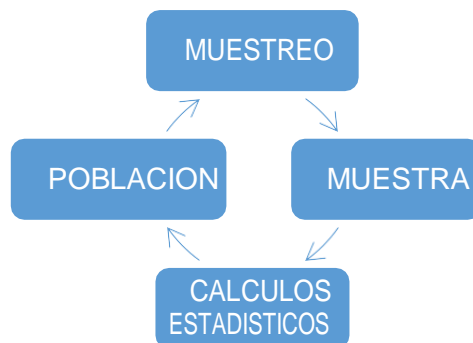 MUESTREO
POBLACION
MUESTRA
CALCULOS
ESTADISTICOS